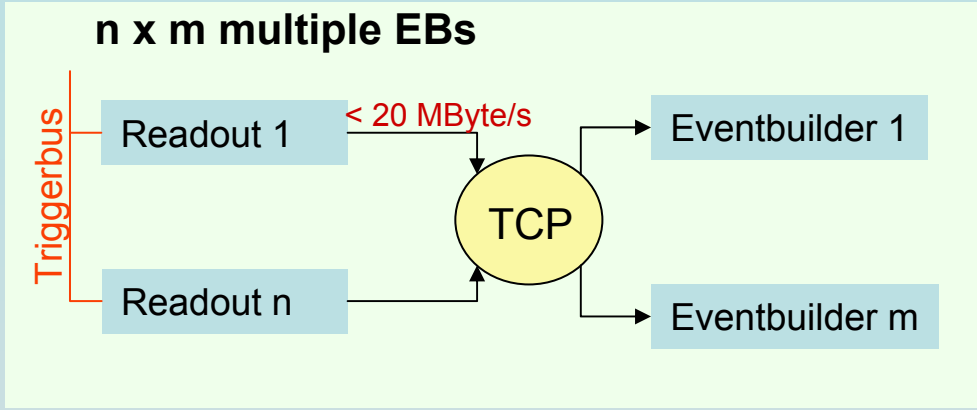 n x m multiple EBs
Triggerbus
Readout 1
< 20 MByte/s
Eventbuilder 1
TCP
Readout n
Eventbuilder m